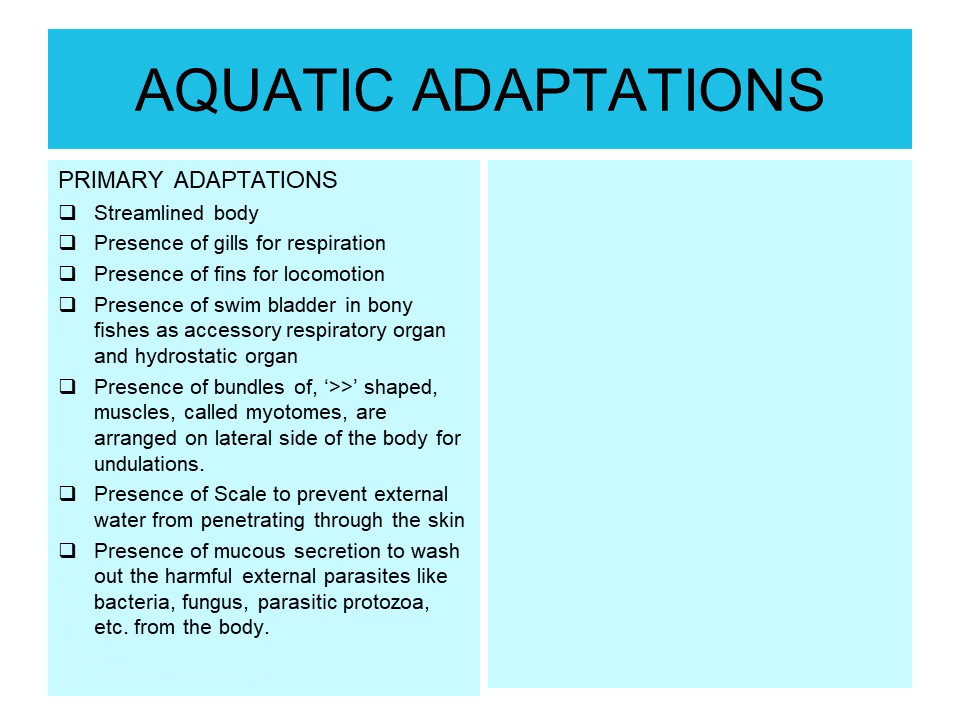 AQUATIC ADAPTATIONS
PRIMARY ADAPTATIONS
❑ Streamlined body
❑ Presence of gills for respiration
❑ Presence of fins for locomotion
❑ Presence of swim bladder in bony
fishes as accessory respiratory organ
and hydrostatic organ
❑ Presence of bundles of, ‘>>’ shaped,
muscles, called myotomes, are
arranged on lateral side of the body for
undulations.
❑ Presence of Scale to prevent external
water from penetrating through the skin
❑ Presence of mucous secretion to wash
out the harmful external parasites like
bacteria, fungus, parasitic protozoa,
etc. from the body.